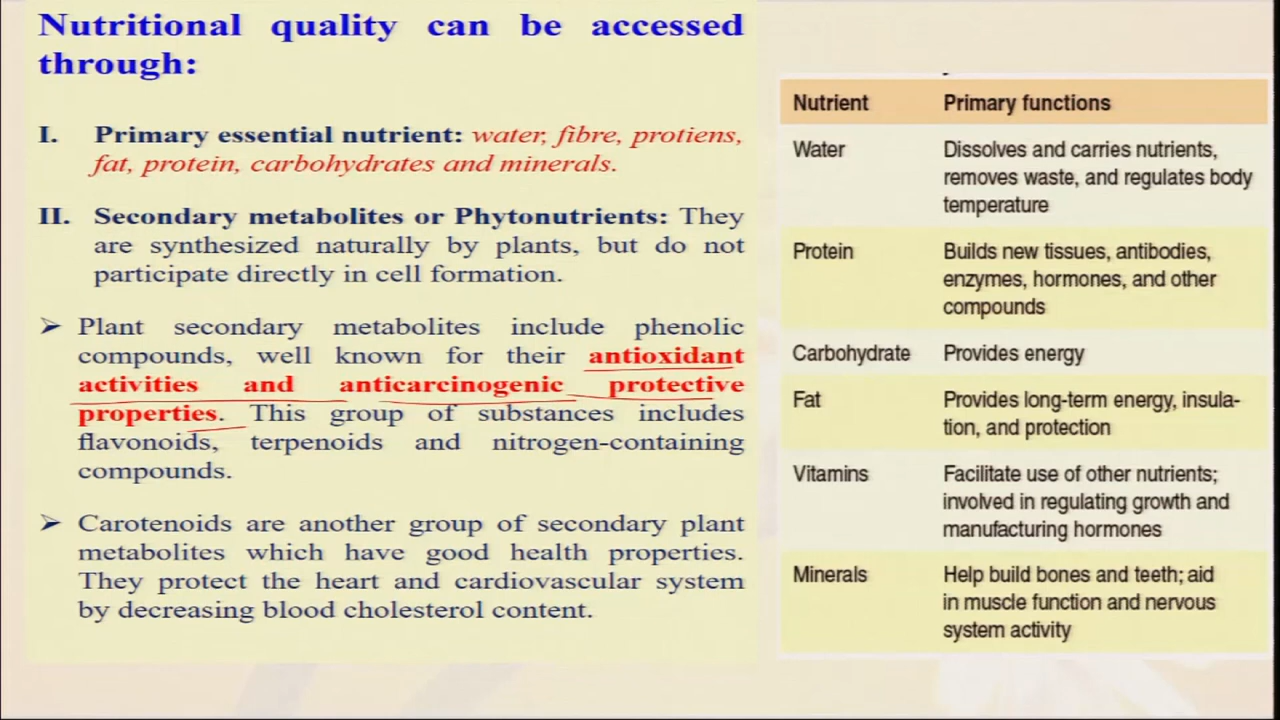 Nutritional quality can be accessed
through:
I. Primary essential nutrient: water, fibre, protiens,
fat, protein, carbohydrates and minerals.
II. Secondary metabolites or Phytonutrients: They
are synthesized naturally by plants, but do not
participate directly in cell formation.
➢ Plant secondary metabolites include phenolic
compounds, well known for their antioxidant
activities and anticarcinogenic protective
properties. This group of substances includes
flavonoids, terpenoids and nitrogen-containing
compounds.
➢ Carotenoids are another group of secondary plant
metabolites which have good health properties.
They protect the heart and cardiovascular system
by decreasing blood cholesterol content.
Nutrient Primary functions
Water Dissolves and carries nutrients,
removes waste, and regulates body
temperature
Protein Builds new tissues, antibodies,
enzymes, hormones, and other
compounds
Carbohydrate Provides energy
Fat Provides long-term energy, insula-
tion, and protection
Vitamins Facilitate use of other nutrients;
involved in regulating growth and
manufacturing hormones
Minerals Help build bones and teeth; aid
in muscle function and nervous
system activity